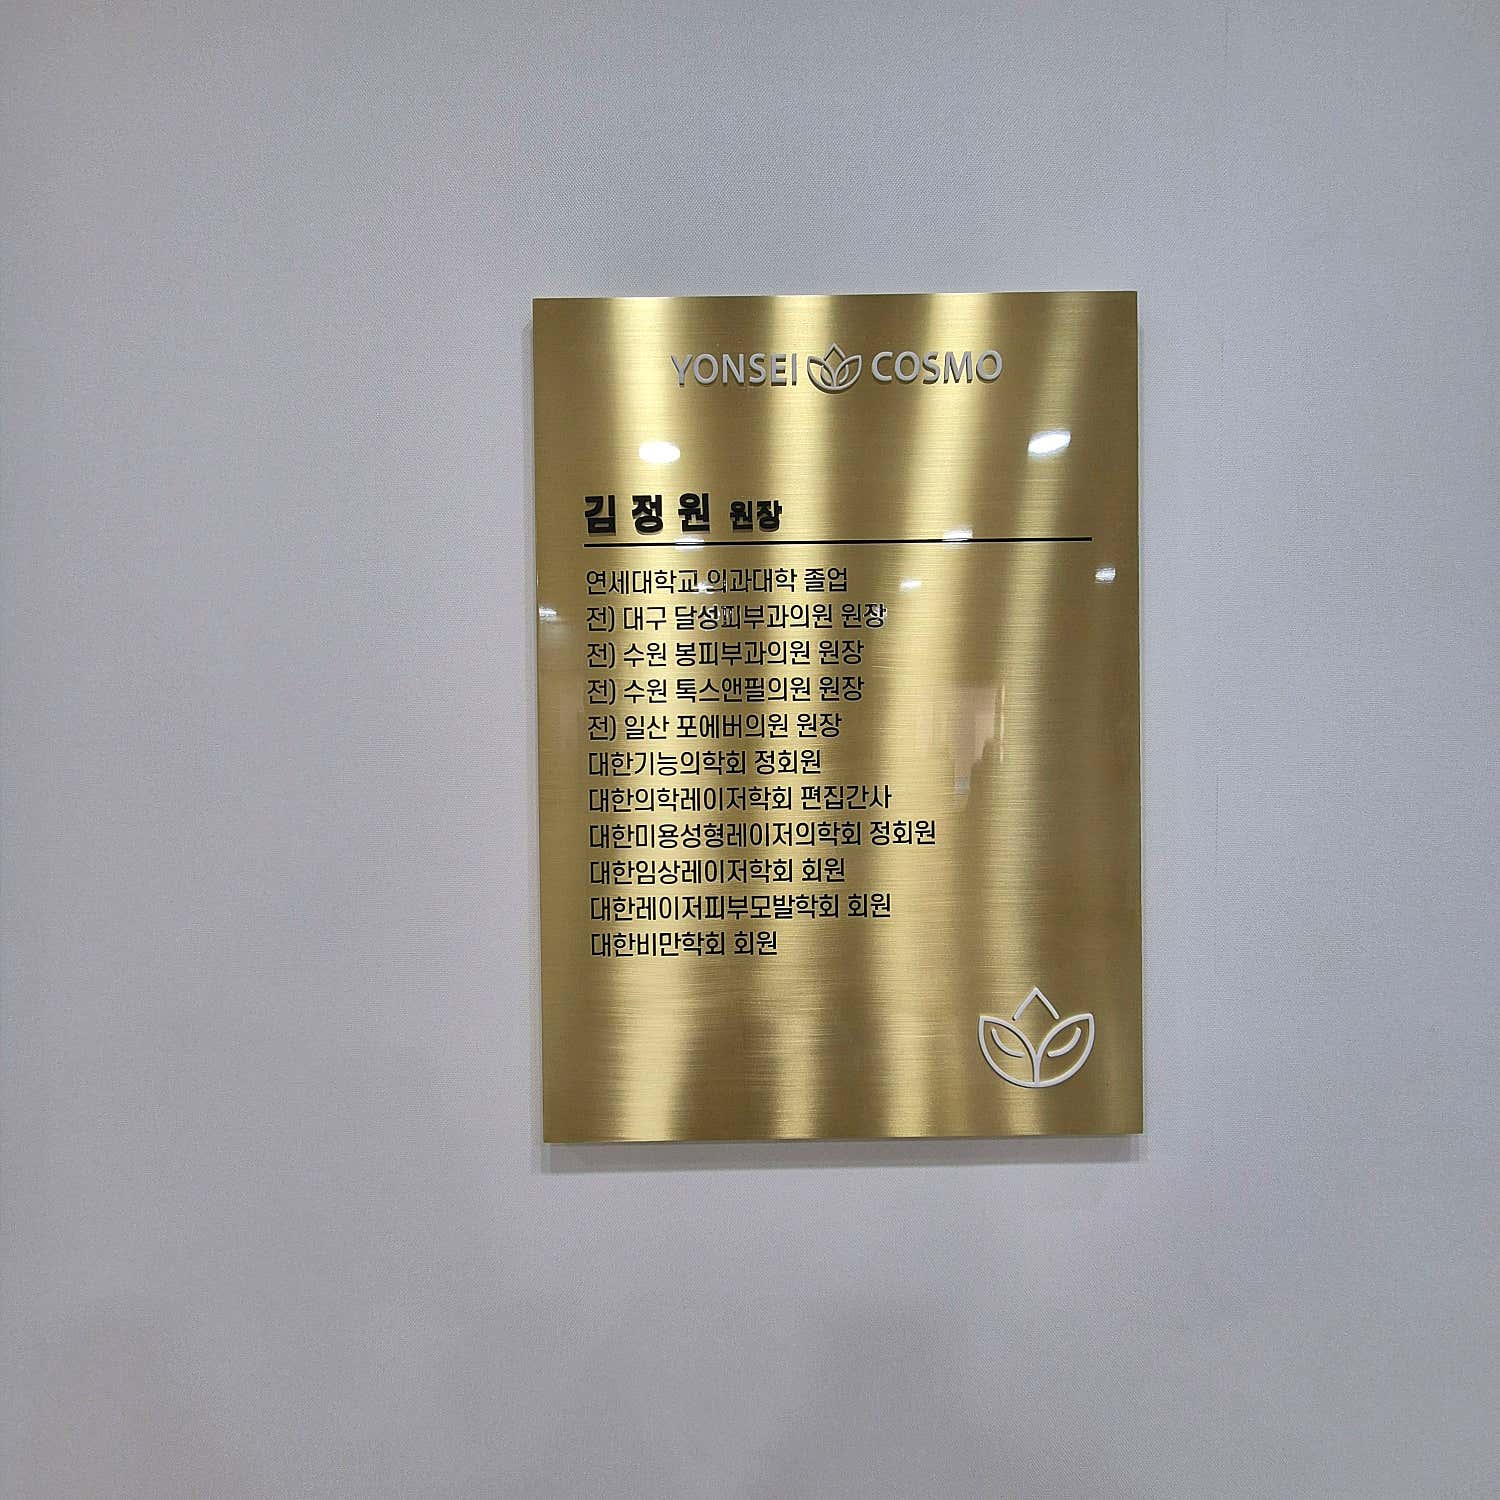 YONSEI COSMO
김정원 원장
연세대학교 의과대학 졸업
전) 대구 달성피부과의원 원장
전) 수원 봉피부과의원 원장
전) 수원 톡스앤필의원 원장
전) 일산 포에버의원 원장
대한기능의학회 정회원
대한의학레이저학회 편집간사
대한미용성형레이저의학회 정회원
대한임상레이저학회 회원
대한레이저피부모발학회 회원
대한비만학회 회원